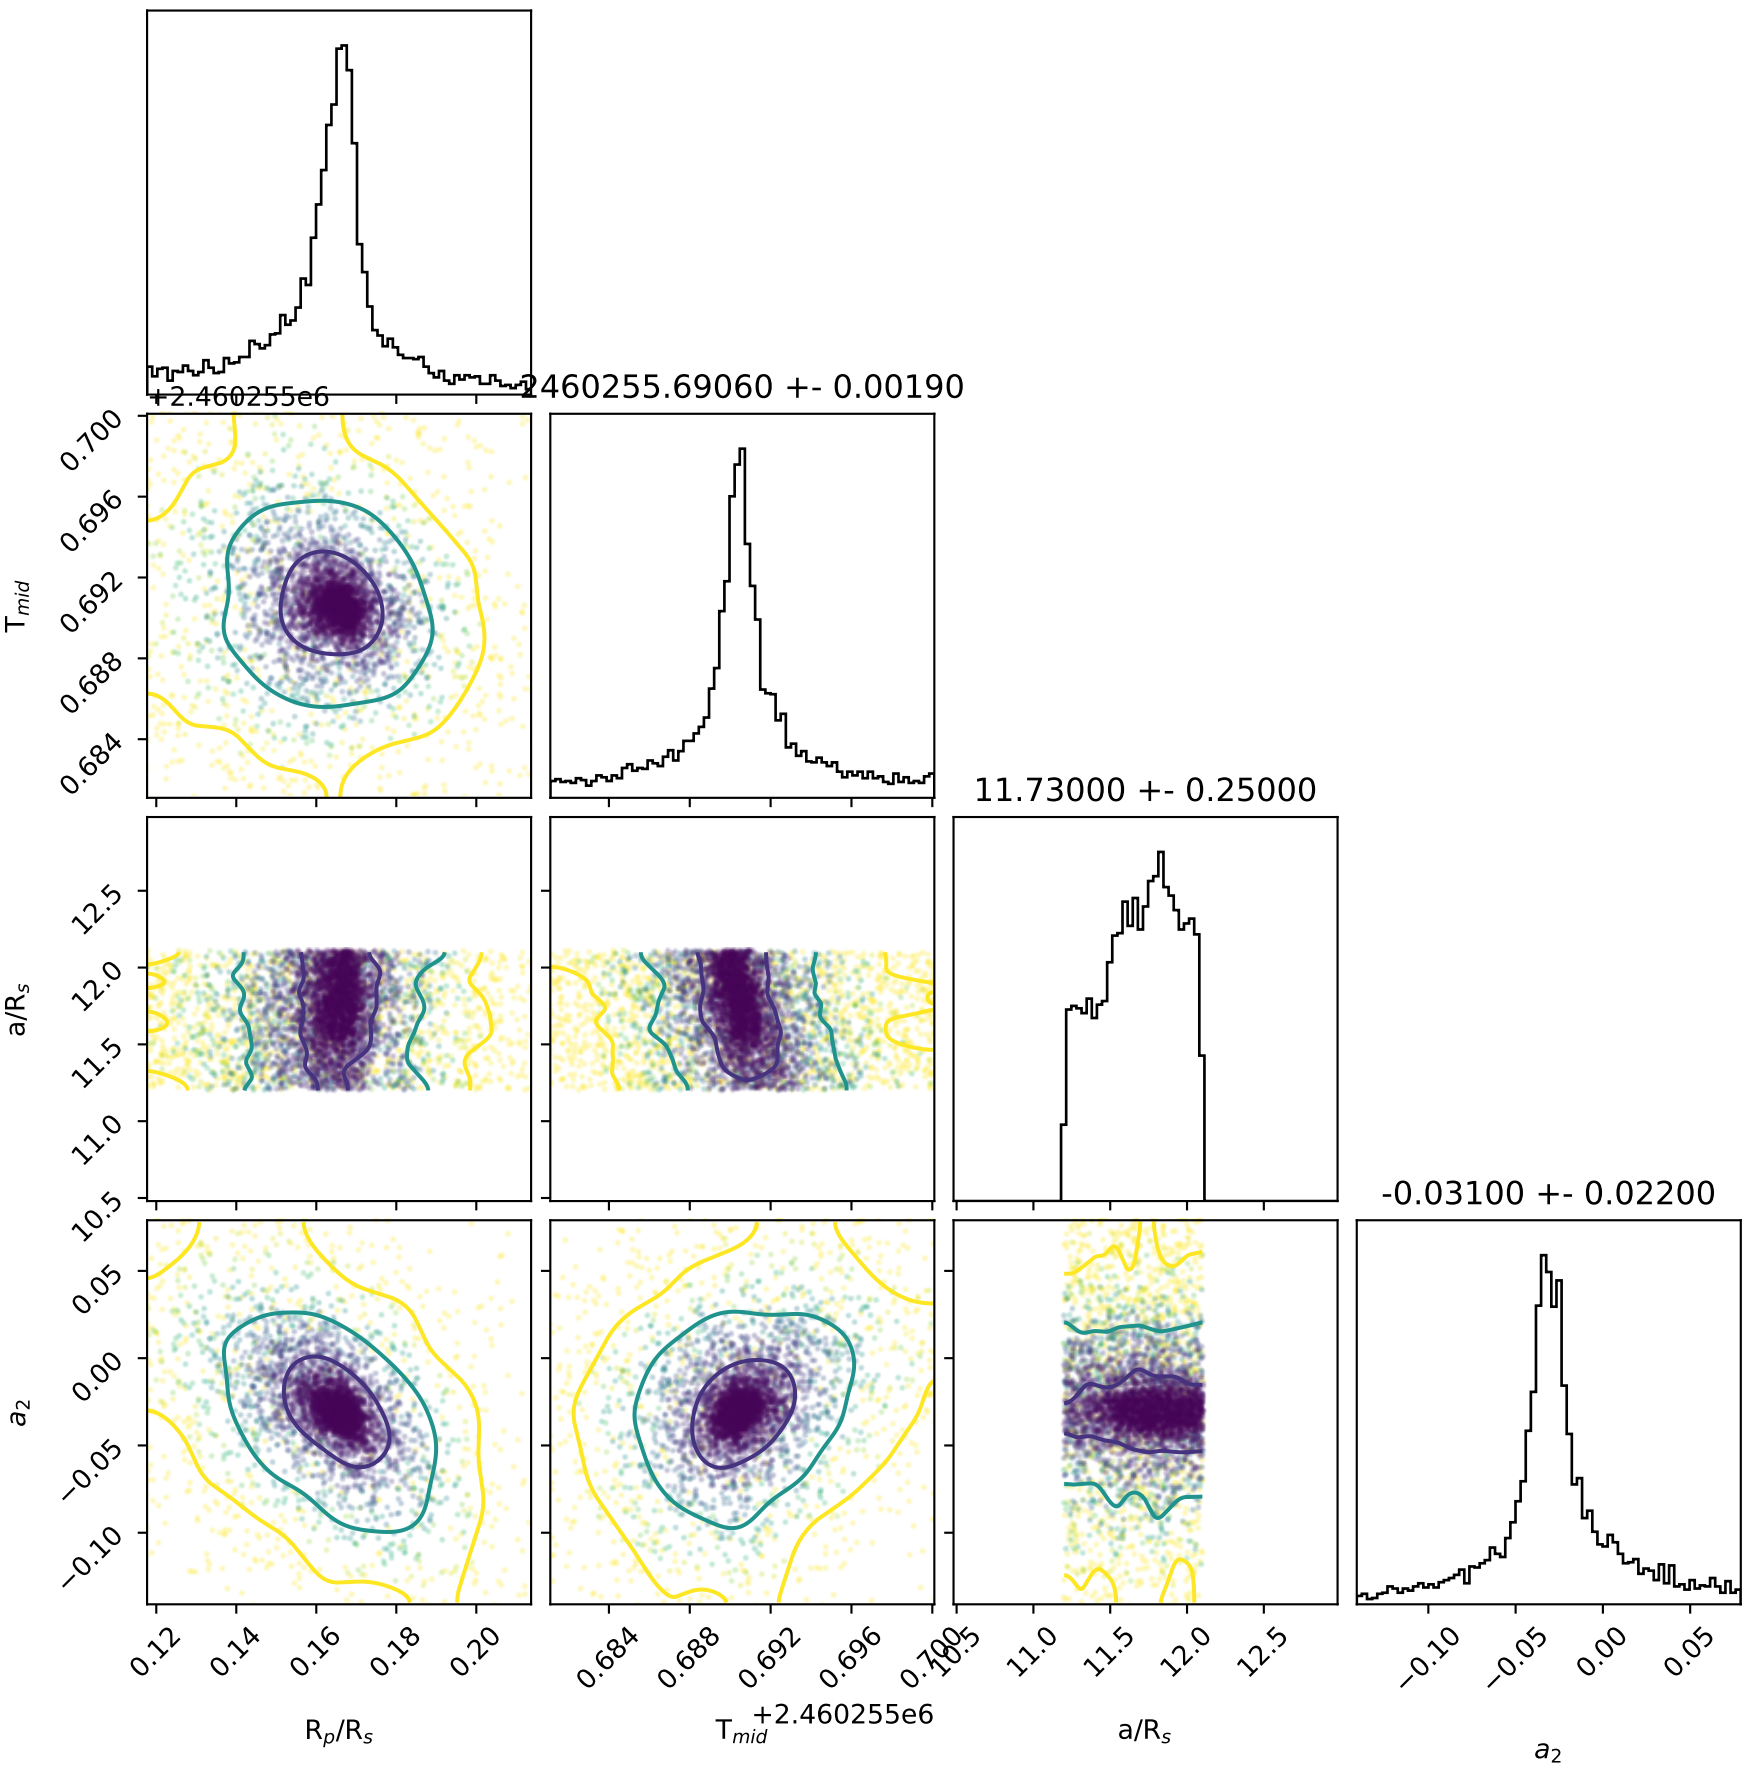 +2.460255e6
2460255.69060 +- 0.00190
0.700
0.696
0.692
0.688
0.684
T_mid
11.73000 +- 0.25000
12.5
12.0
11.5
11.0
10.5
a/R_s
-0.03100 +- 0.02200
0.05
0.00
−0.05
−0.10
a_2
0.12 0.14 0.16 0.18 0.20
0.684 0.688 0.692 0.696 0.700
10.5 11.0 11.5 12.0 12.5
−0.10 −0.05 0.00 0.05
+2.460255e6
R_p/R_s
T_mid
a/R_s
a_2